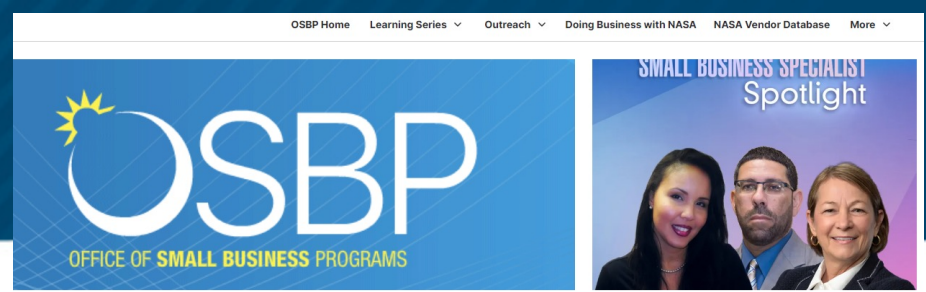 OSBP Home Learning Series Outreach Doing Business with NASA NASA Vendor Database More
OSBP
OFFICE OF SMALL BUSINESS PROGRAMS
SMALL BUSINESS SPECIALIST
Spotlight